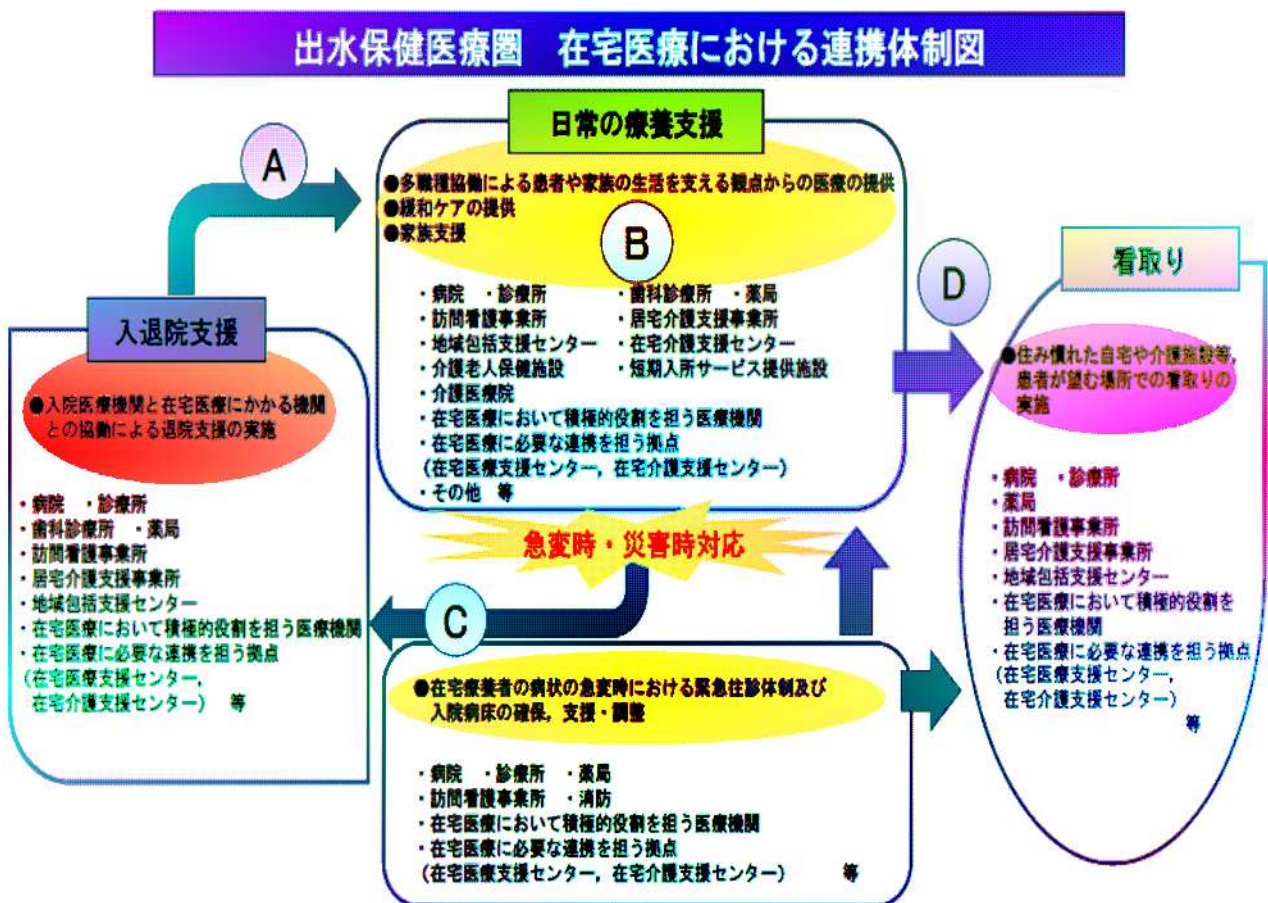 出水保健医療圏 在宅医療における連携体制図
日常の療養支援
A
●多職種協働による患者や家族の生活を支える観点からの医療の提供
●緩和ケアの提供
●家族支援
B
・病院 ・診療所 ・歯科診療所 ・薬局
・訪問看護事業所 ・居宅介護支援事業所
・地域包括支援センター ・在宅介護支援センター
・介護老人保健施設 ・短期入所サービス提供施設
・介護医療院
・在宅医療において積極的役割を担う医療機関
・在宅医療に必要な連携を担う拠点
(在宅医療支援センター,在宅介護支援センター)
・その他 等
入退院支援
●入院医療機関と在宅医療にかかる機関
との協働による退院支援の実施
・病院 ・診療所
・歯科診療所 ・薬局
・訪問看護事業所
・居宅介護支援事業所
・地域包括支援センター
・在宅医療において積極的役割を担う医療機関
・在宅医療に必要な連携を担う拠点
(在宅医療支援センター,
在宅介護支援センター) 等
急変時・災害時対応
C
●在宅療養者の病状の急変時における緊急往診体制及び
入院病床の確保,支援・調整
・病院 ・診療所 ・薬局
・訪問看護事業所 ・消防
・在宅医療において積極的役割を担う医療機関
・在宅医療に必要な連携を担う拠点
(在宅医療支援センター,在宅介護支援センター) 等
D
看取り
●住み慣れた自宅や介護施設等,
患者が望む場所での看取りの
実施
・病院 ・診療所
・薬局
・訪問看護事業所
・居宅介護支援事業所
・地域包括支援センター
・在宅医療において積極的役割を
担う医療機関
・在宅医療に必要な連携を担う拠点
(在宅医療支援センター,
在宅介護支援センター)
等